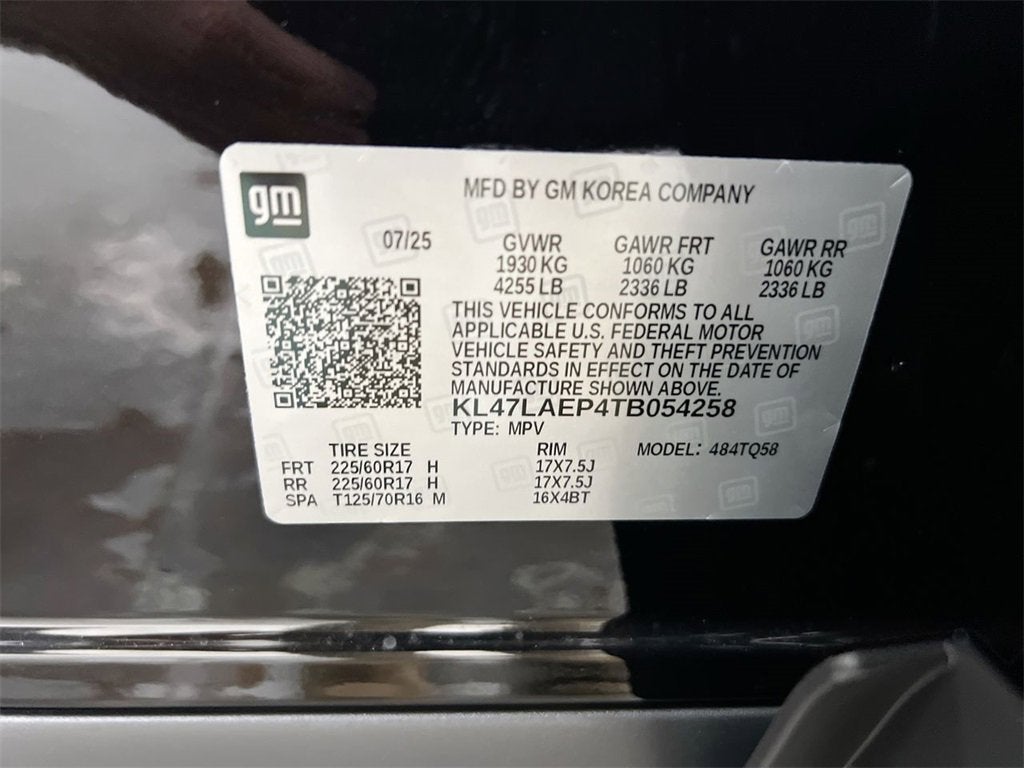 gm
MFD BY GM KOREA COMPANY
07/25 GVWR GAWR FRT GAWR RR
1930 KG 1060 KG 1060 KG
4255 LB 2336 LB 2336 LB
THIS VEHICLE CONFORMS TO ALL
APPLICABLE U.S. FEDERAL MOTOR
VEHICLE SAFETY AND THEFT PREVENTION
STANDARDS IN EFFECT ON THE DATE OF
MANUFACTURE SHOWN ABOVE.
KL47LAEP4TB054258
TYPE: MPV
TIRE SIZE RIM MODEL: 484TQ58
FRT 225/60R17 H 17X7.5J
RR 225/60R17 H 17X7.5J
SPA T125/70R16 M 16X4BT